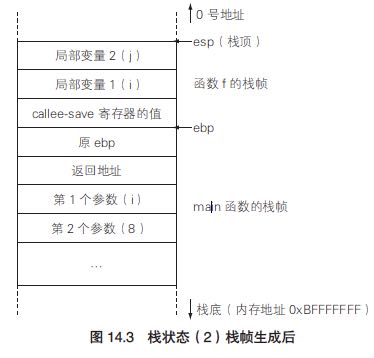 0 号地址
esp（栈顶）
局部变量 2（j）
局部变量 1（i）
函数 f 的栈帧
callee-save 寄存器的值
ebp
原 ebp
返回地址
第 1 个参数（i）
main 函数的栈帧
第 2 个参数（8）
…
栈底（内存地址 0xBFFFFFFF）
图 14.3 栈状态（2）栈帧生成后